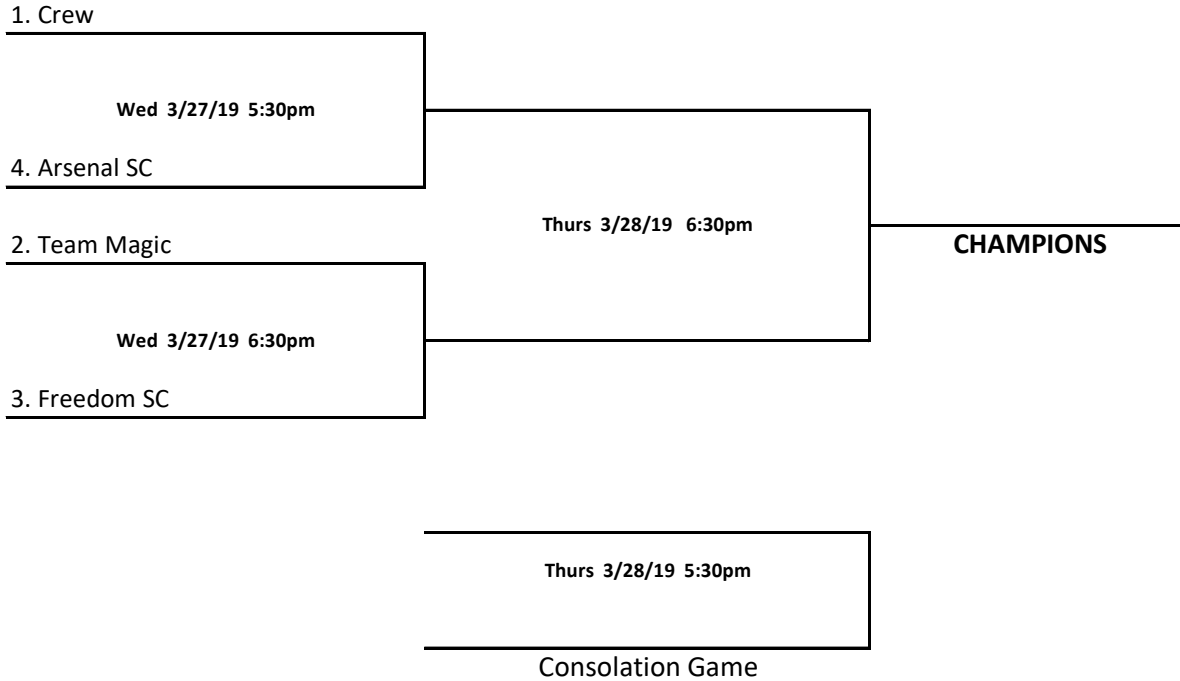 1. Crew
Wed 3/27/19 5:30pm
4. Arsenal SC
Thurs 3/28/19 6:30pm
2. Team Magic
CHAMPIONS
Wed 3/27/19 6:30pm
3. Freedom SC
Thurs 3/28/19 5:30pm
Consolation Game